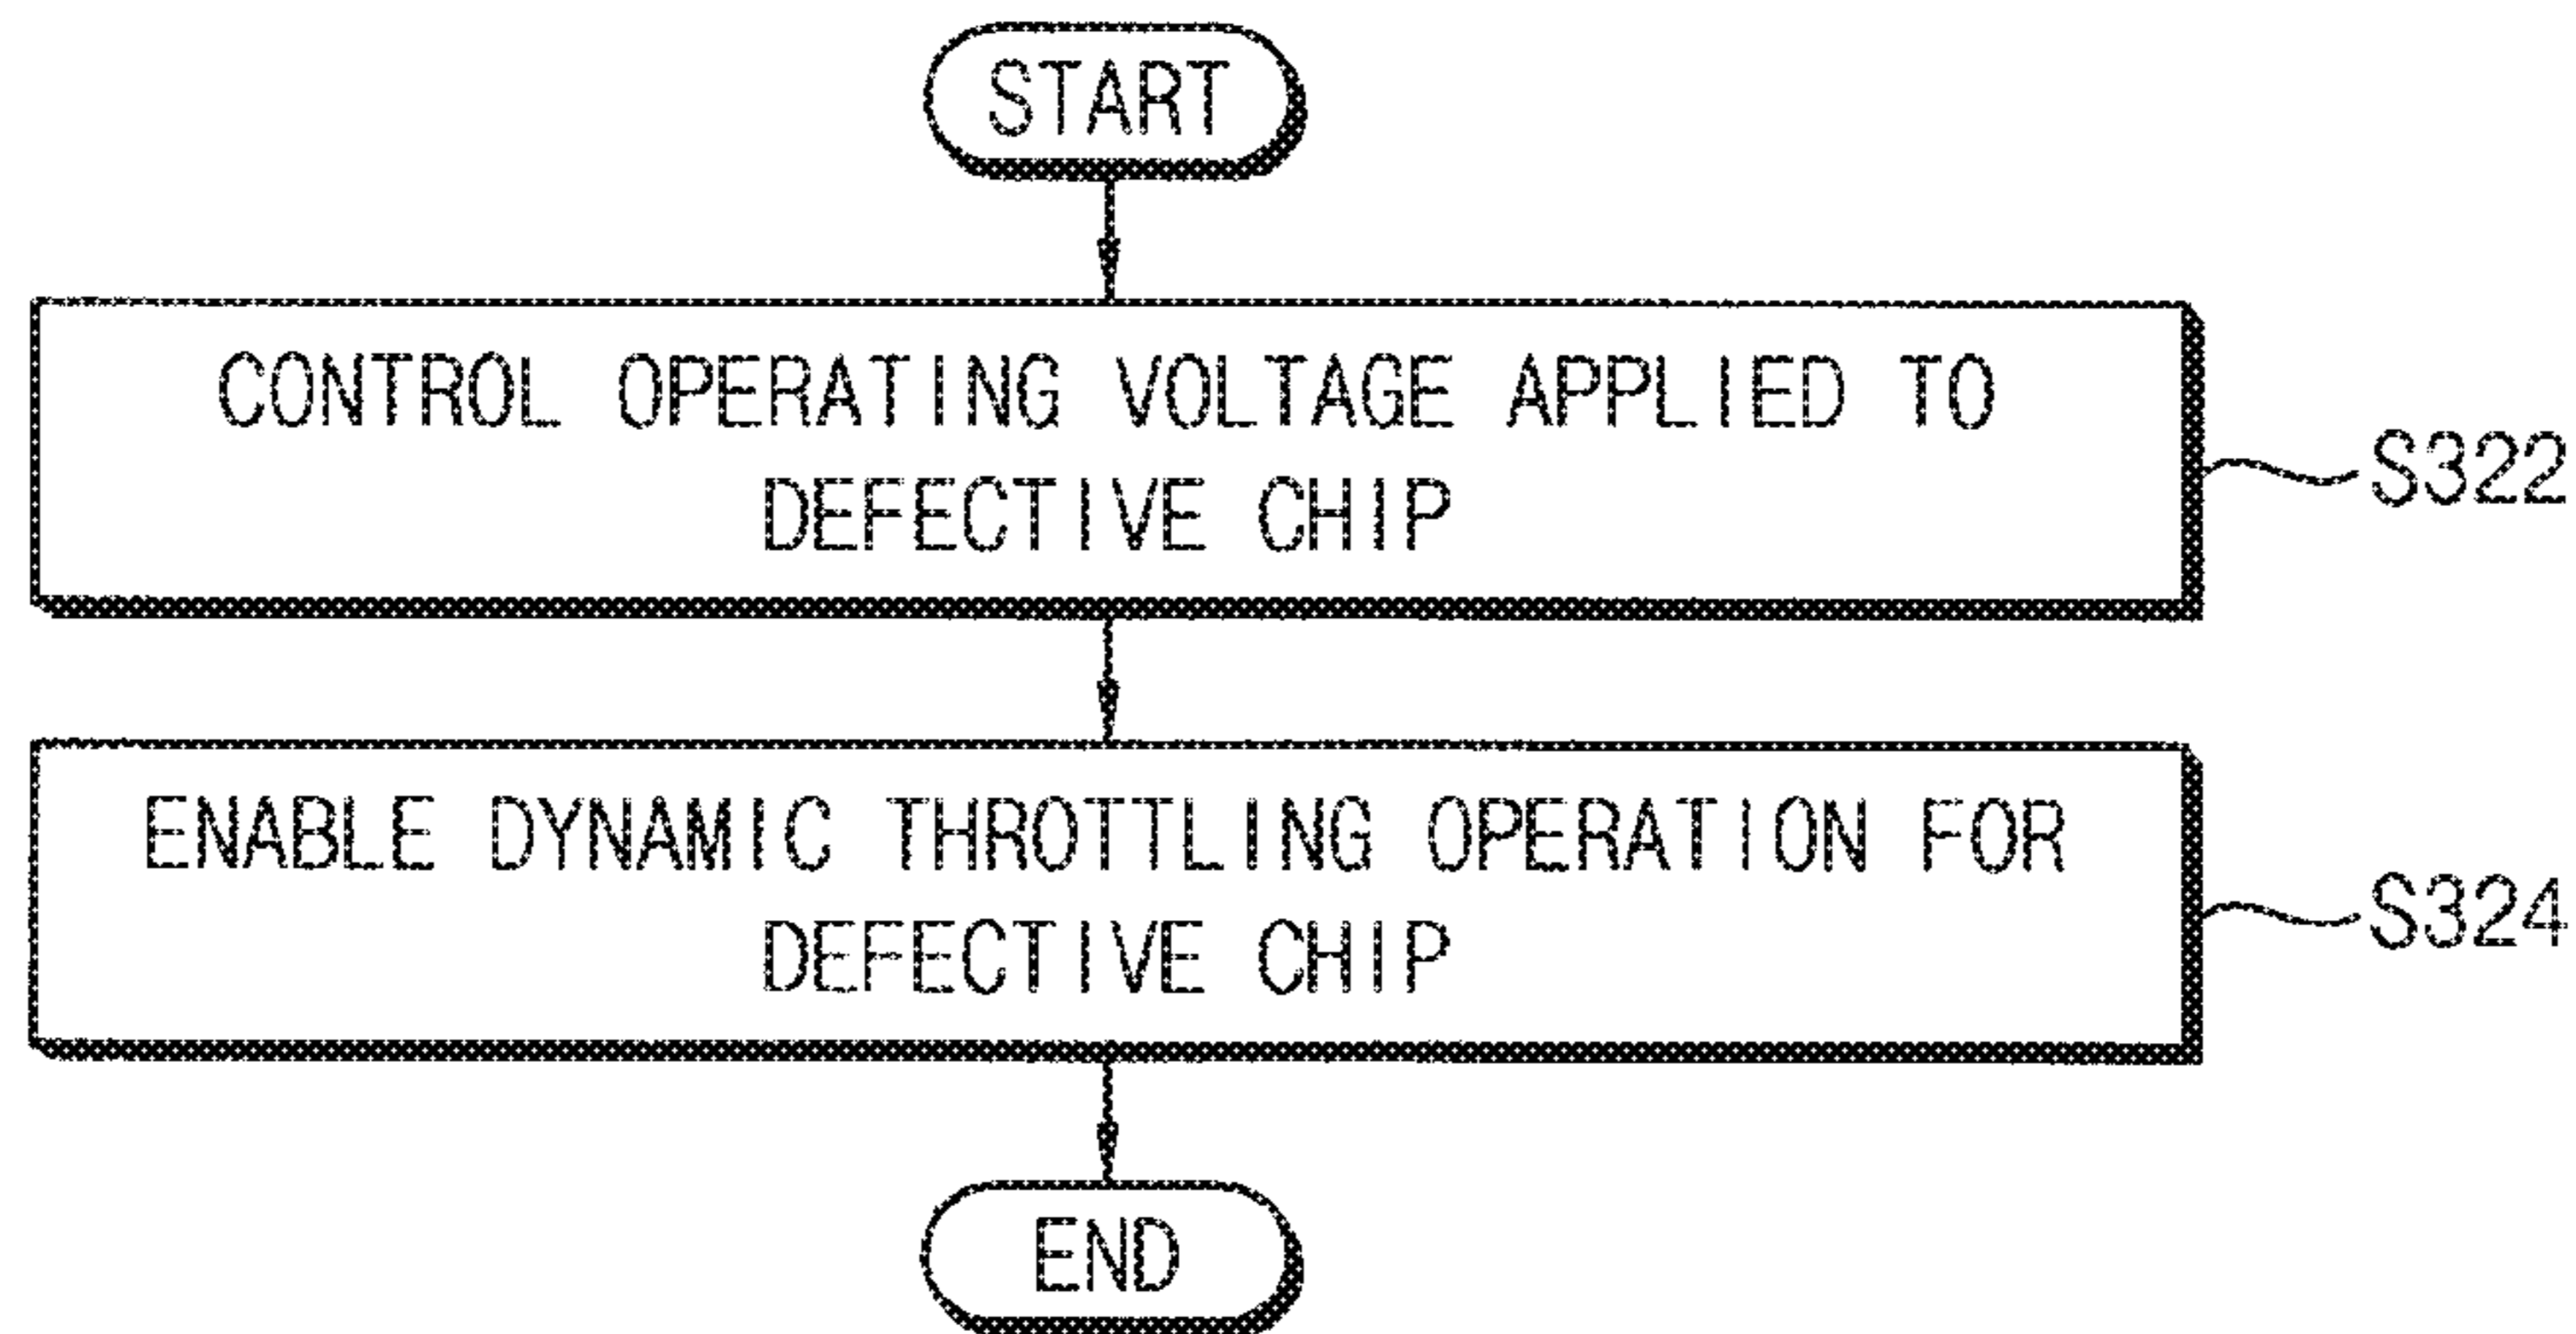 START
CONTROL OPERATING VOLTAGE APPLIED TO
DEFECTIVE CHIP
S322
ENABLE DYNAMIC THROTTLING OPERATION FOR
DEFECTIVE CHIP
S324
END